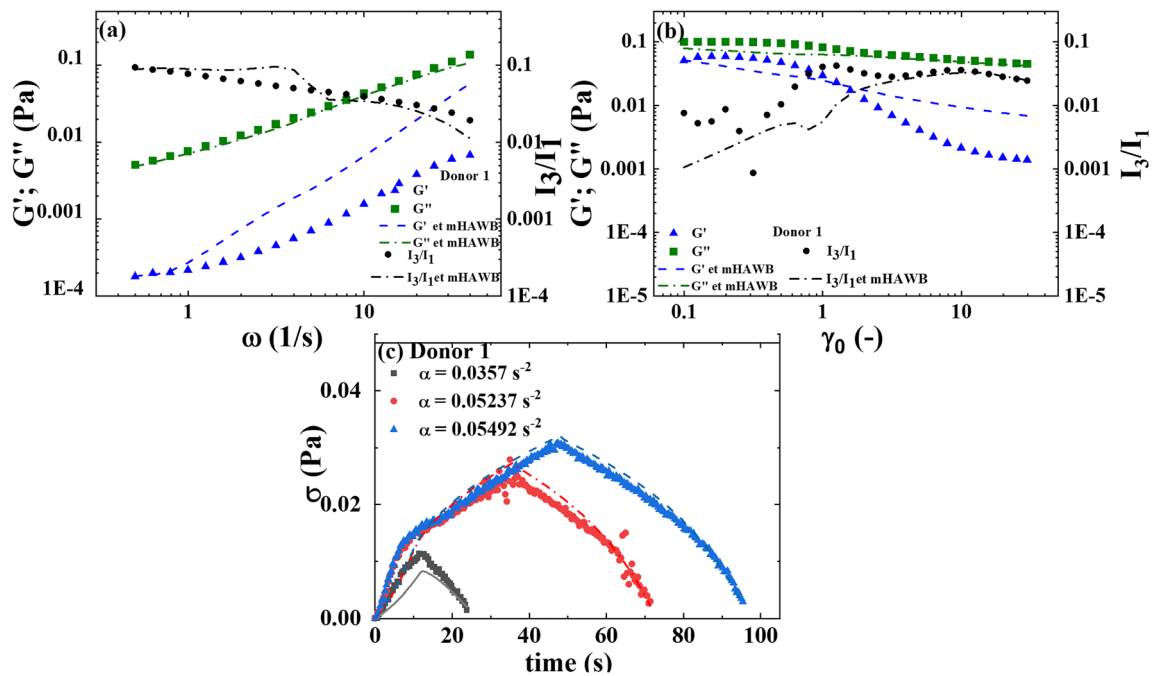 (a)
G'; G" (Pa)
0.1
0.01
0.001
1E-4
I₃/I₁
0.1
0.01
0.001
1E-4
Donor 1
G'
G"
G' et mHAWB
G" et mHAWB
I₃/I₁
I₃/I₁ et mHAWB
1
10
ω (1/s)
(b)
G'; G" (Pa)
0.1
0.01
0.001
1E-4
1E-5
I₃/I₁
0.1
0.01
0.001
1E-4
1E-5
G'
Donor 1
G"
I₃/I₁
G' et mHAWB
I₃/I₁ et mHAWB
G" et mHAWB
0.1
1
10
γ₀ (-)
(c) Donor 1
α = 0.0357 s⁻²
α = 0.05237 s⁻²
α = 0.05492 s⁻²
σ (Pa)
0.04
0.02
0.00
0
20
40
60
80
100
time (s)